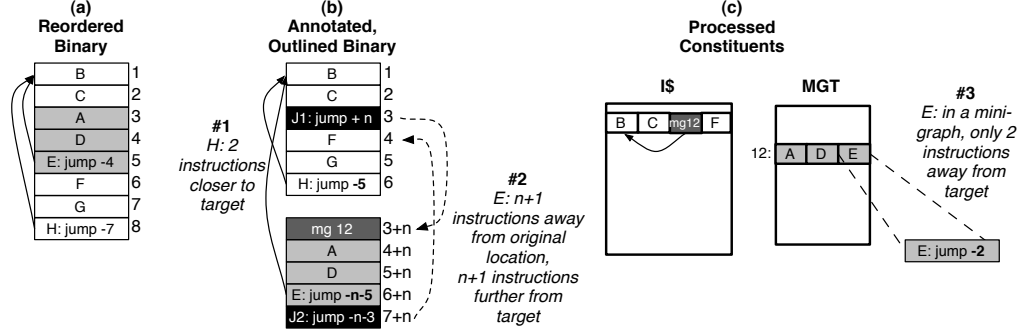 (a)
Reordered
Binary
B 1
C 2
A 3
D 4
E: jump -4 5
F 6
G 7
H: jump -7 8
(b)
Annotated,
Outlined Binary
#1
H: 2
instructions
closer to
target
B 1
C 2
J1: jump + n 3
F 4
G 5
H: jump -5 6
mg 12 3+n
A 4+n
D 5+n
E: jump -n-5 6+n
J2: jump -n-3 7+n
#2
E: n+1
instructions away
from original
location,
n+1 instructions
further from
target
(c)
Processed
Constituents
I$
B C mg12 F
MGT
12: A D E
#3
E: in a mini-
graph, only 2
instructions
away from
target
E: jump -2